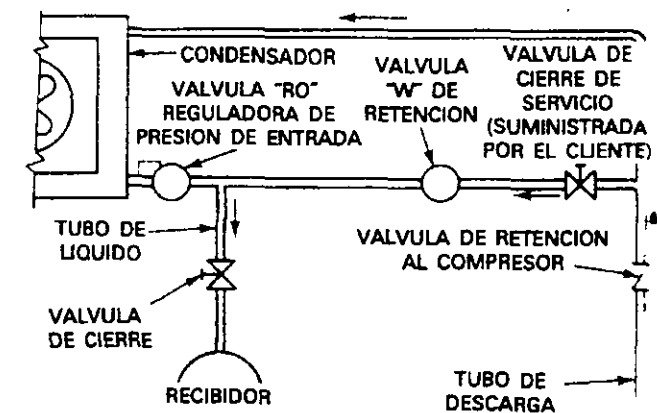 CONDENSADOR
VALVULA "RO"
REGULADORA DE
PRESION DE ENTRADA
VALVULA
"W" DE
RETENCION
VALVULA DE
CIERRE DE
SERVICIO
(SUMINISTRADA
POR EL CLIENTE)
TUBO DE
LIQUIDO
VALVULA DE RETENCION
AL COMPRESOR
VALVULA
DE CIERRE
RECIBIDOR
TUBO DE
DESCARGA